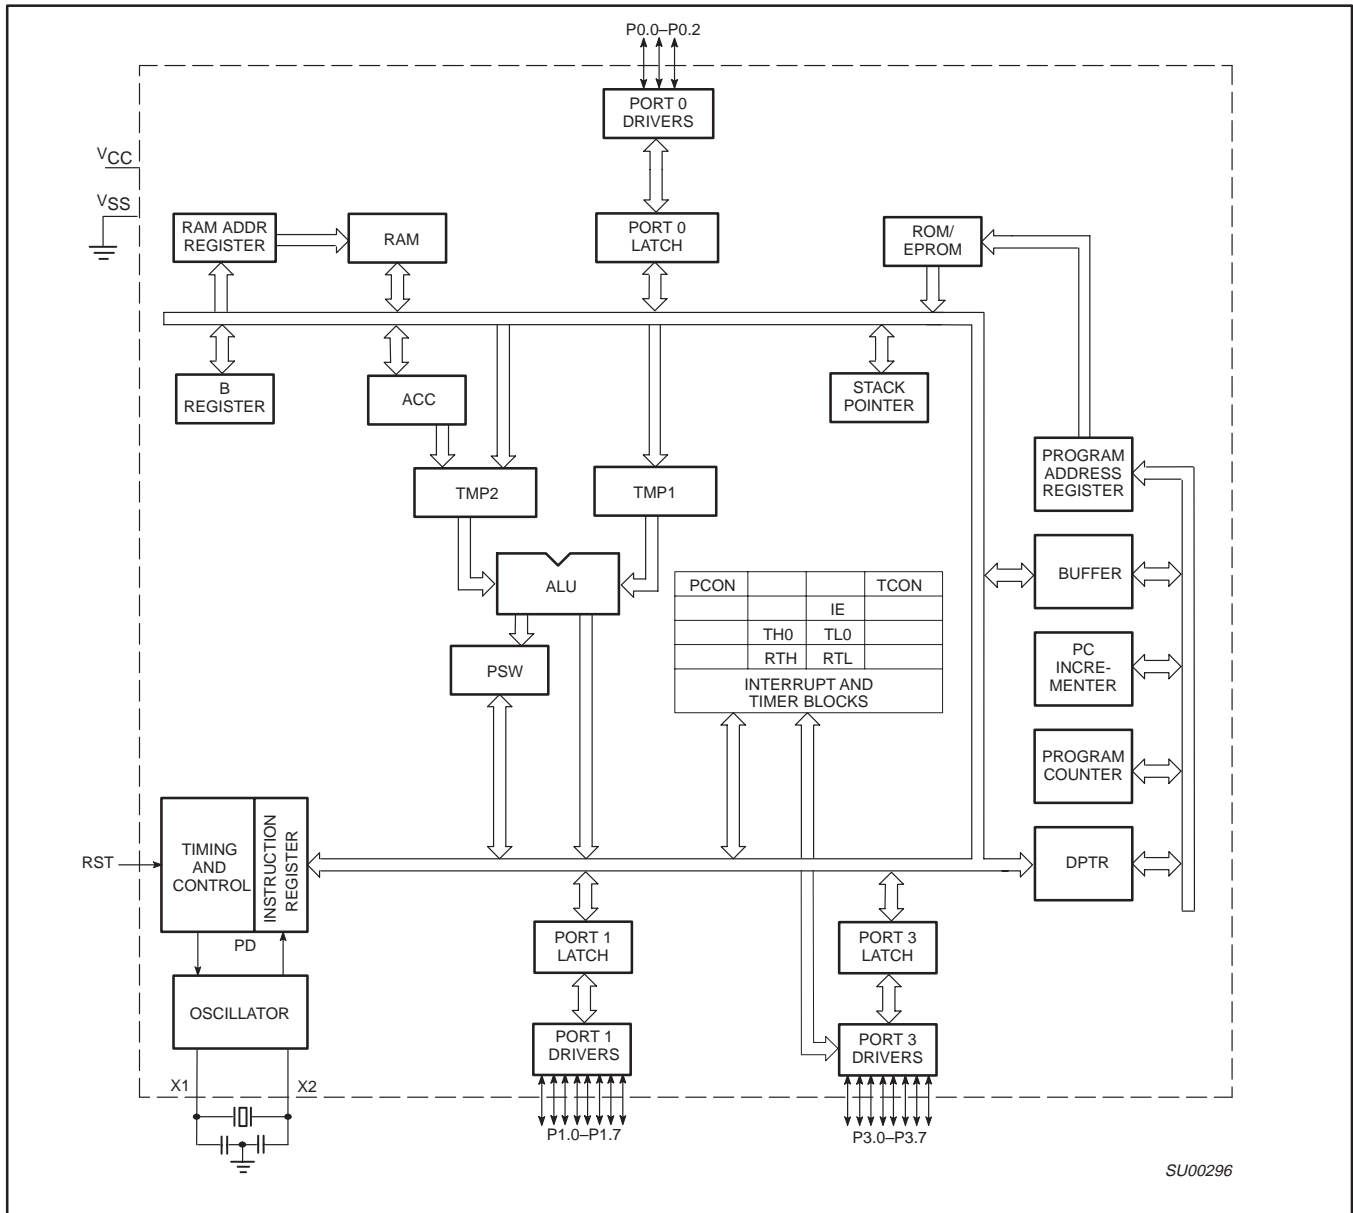 P0.0–P0.2
PORT 0
DRIVERS
VCC
VSS
RAM ADDR
REGISTER
RAM
PORT 0
LATCH
ROM/
EPROM
B
REGISTER
ACC
STACK
POINTER
TMP2
TMP1
PROGRAM
ADDRESS
REGISTER
ALU
BUFFER
PCON
TCON
IE
TH0
TL0
RTH
RTL
INTERRUPT AND
TIMER BLOCKS
PSW
PC
INCRE-
MENTER
PROGRAM
COUNTER
RST
TIMING
AND
CONTROL
INSTRUCTION
REGISTER
DPTR
PD
OSCILLATOR
PORT 1
LATCH
PORT 3
LATCH
PORT 1
DRIVERS
PORT 3
DRIVERS
X1
X2
P1.0–P1.7
P3.0–P3.7
SU00296